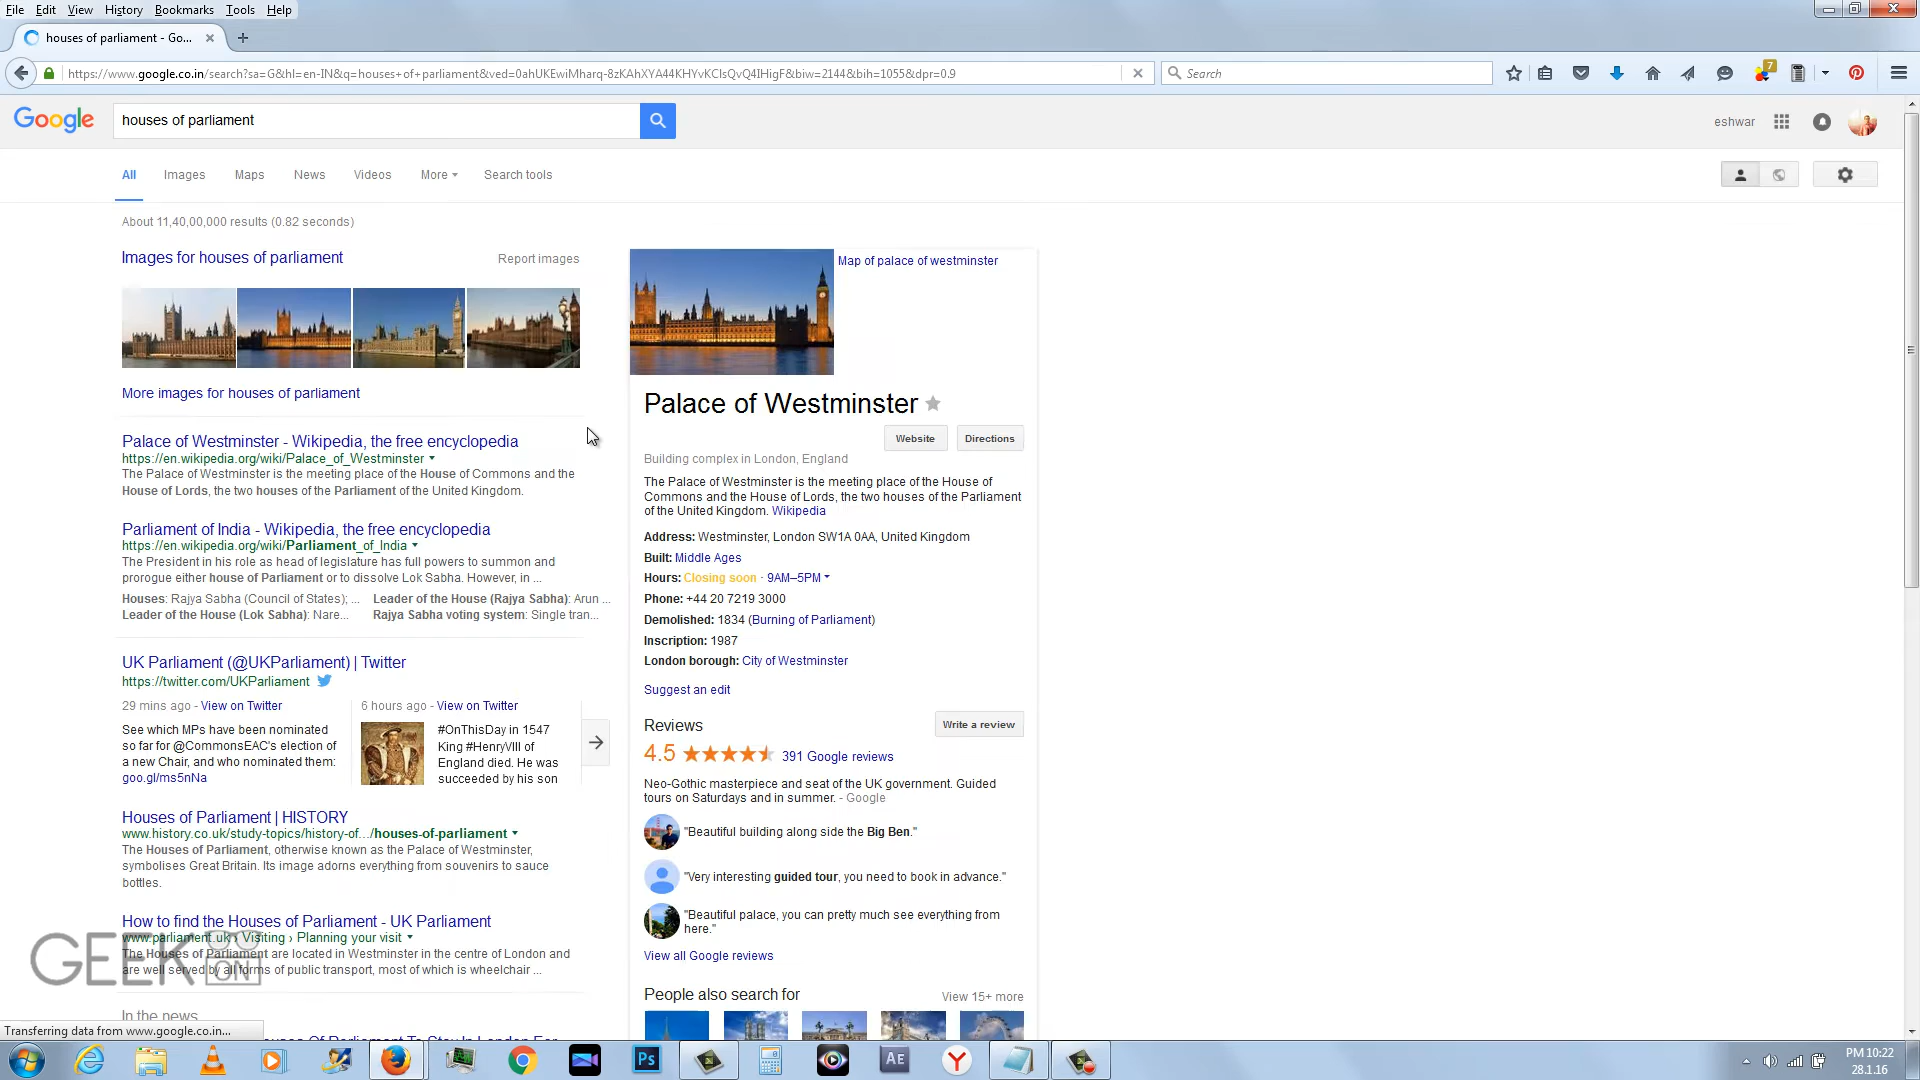 File Edit View History Bookmarks Tools Help
houses of parliament - Go...
https://www.google.co.in/search?sa=G&hl=en-IN&q=houses+of+parliament&ved=0ahUKEwiMharq-8zKAhXYA44KHYvKClsQvQ4IHigF&biw=2144&bih=1055&dpr=0.9
Search
7
Google
houses of parliament
eshwar
All Images Maps News Videos More Search tools
About 11,40,00,000 results (0.82 seconds)
Images for houses of parliament
Report images
More images for houses of parliament
Palace of Westminster - Wikipedia, the free encyclopedia
https://en.wikipedia.org/wiki/Palace_of_Westminster
The Palace of Westminster is the meeting place of the House of Commons and the
House of Lords, the two houses of the Parliament of the United Kingdom.
Parliament of India - Wikipedia, the free encyclopedia
https://en.wikipedia.org/wiki/Parliament_of_India
The President in his role as head of legislature has full powers to summon and
prorogue either house of Parliament or to dissolve Lok Sabha. However, in ...
Houses: Rajya Sabha (Council of States); ... Leader of the House (Rajya Sabha): Arun ...
Leader of the House (Lok Sabha): Nare... Rajya Sabha voting system: Single tran...
UK Parliament (@UKParliament) | Twitter
https://twitter.com/UKParliament
29 mins ago - View on Twitter
See which MPs have been nominated
so far for @CommonsEAC's election of
a new Chair, and who nominated them:
goo.gl/ms5nNa
6 hours ago - View on Twitter
#OnThisDay in 1547
King #HenryVIII of
England died. He was
succeeded by his son
Houses of Parliament | HISTORY
www.history.co.uk/study-topics/history-of.../houses-of-parliament
The Houses of Parliament, otherwise known as the Palace of Westminster,
symbolises Great Britain. Its image adorns everything from souvenirs to sauce
bottles.
How to find the Houses of Parliament - UK Parliament
www.parliament.uk › Visiting › Planning your visit
The Houses of Parliament are located in Westminster in the centre of London and
are well served by all forms of public transport, most of which is wheelchair ...
GEEK ON
In the news
Map of palace of westminster
Palace of Westminster
Website Directions
Building complex in London, England
The Palace of Westminster is the meeting place of the House of
Commons and the House of Lords, the two houses of the Parliament
of the United Kingdom. Wikipedia
Address: Westminster, London SW1A 0AA, United Kingdom
Built: Middle Ages
Hours: Closing soon · 9AM–5PM
Phone: +44 20 7219 3000
Demolished: 1834 (Burning of Parliament)
Inscription: 1987
London borough: City of Westminster
Suggest an edit
Reviews
Write a review
4.5 391 Google reviews
Neo-Gothic masterpiece and seat of the UK government. Guided
tours on Saturdays and in summer. - Google
"Beautiful building along side the Big Ben."
"Very interesting guided tour, you need to book in advance."
"Beautiful palace, you can pretty much see everything from
here."
View all Google reviews
People also search for
View 15+ more
Transferring data from www.google.co.in...
Ps
AE
Y
PM 10:22
28.1.16